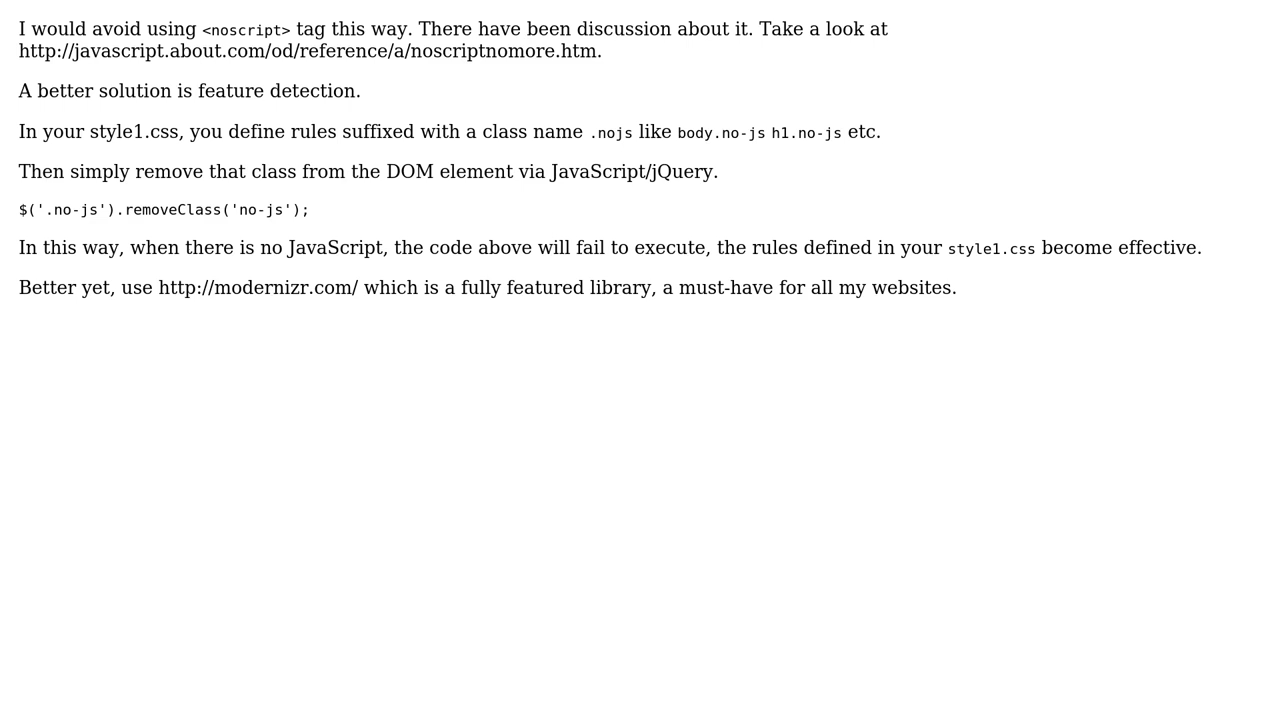 I would avoid using <noscript> tag this way. There have been discussion about it. Take a look at
http://javascript.about.com/od/reference/a/noscriptnomore.htm.
A better solution is feature detection.
In your style1.css, you define rules suffixed with a class name .nojs like body.no-js h1.no-js etc.
Then simply remove that class from the DOM element via JavaScript/jQuery.
$('.no-js').removeClass('no-js');
In this way, when there is no JavaScript, the code above will fail to execute, the rules defined in your style1.css become effective.
Better yet, use http://modernizr.com/ which is a fully featured library, a must-have for all my websites.